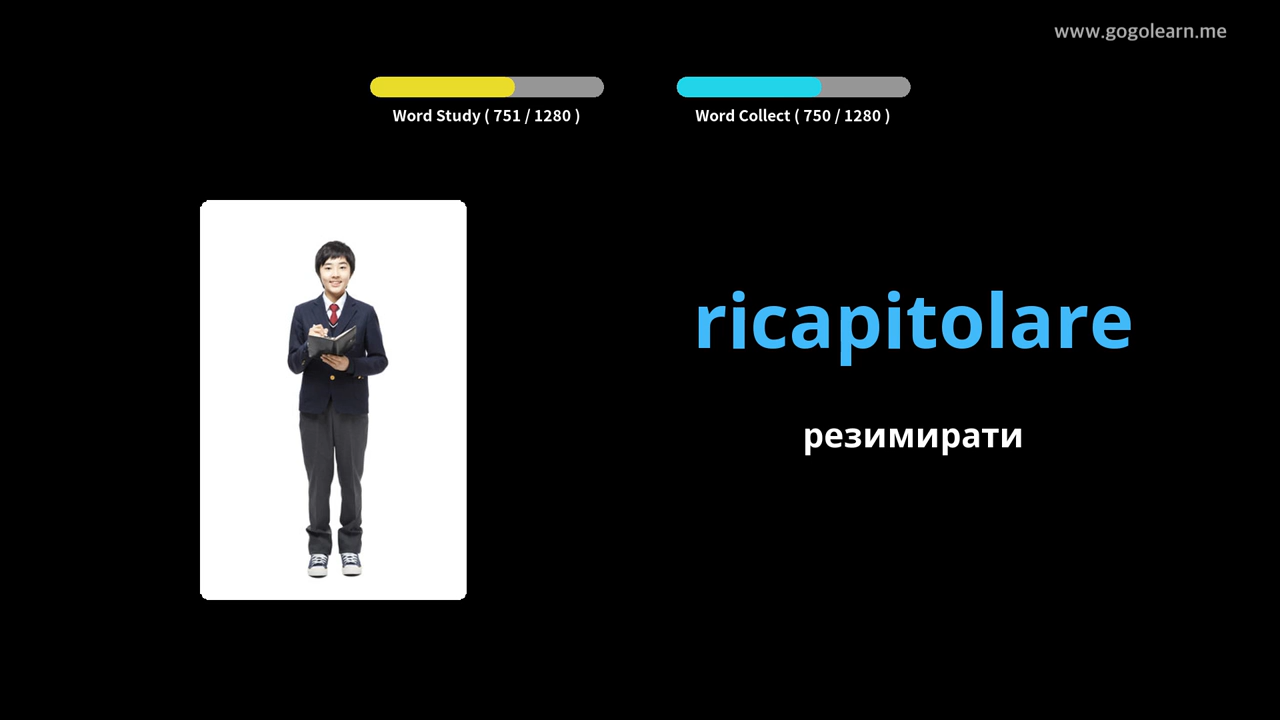 www.gogolearn.me
Word Study ( 751 / 1280 )
Word Collect ( 750 / 1280 )
ricapitolare
резимирати